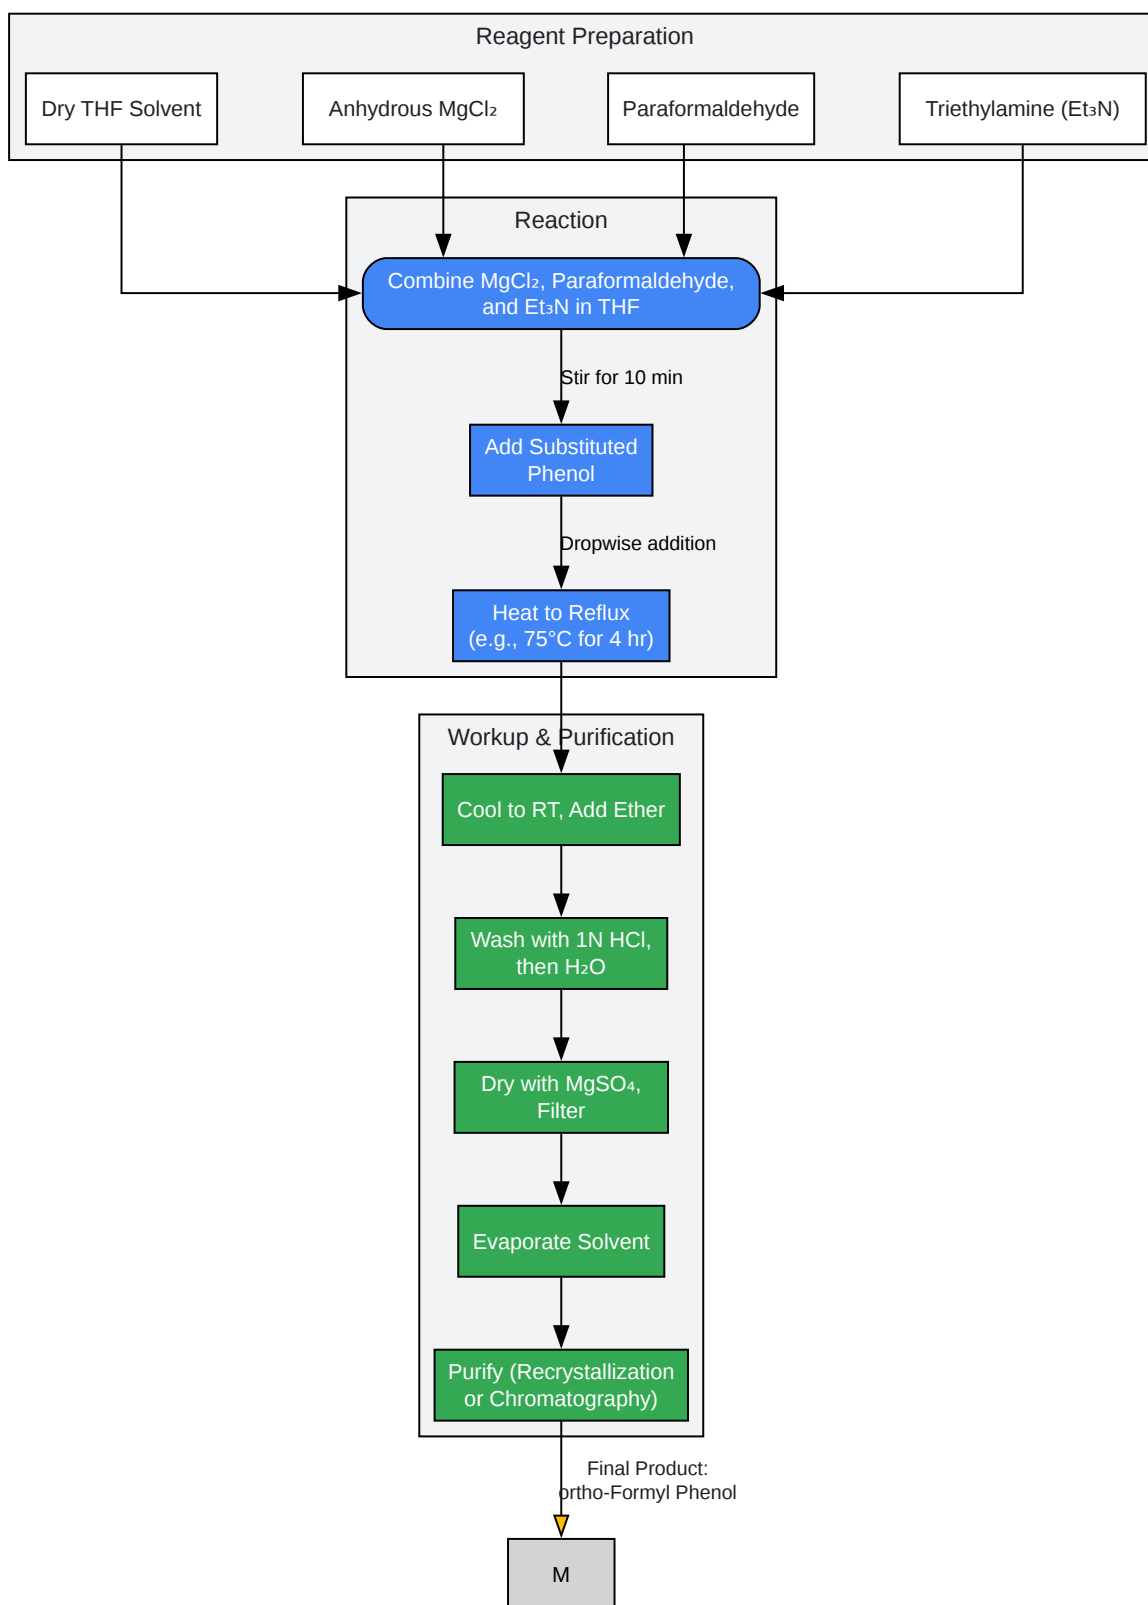 Reagent Preparation
Dry THF Solvent
Anhydrous MgCl₂
Paraformaldehyde
Triethylamine (Et₃N)
Reaction
Combine MgCl₂, Paraformaldehyde,
and Et₃N in THF
Stir for 10 min
Add Substituted
Phenol
Dropwise addition
Heat to Reflux
(e.g., 75°C for 4 hr)
Workup & Purification
Cool to RT, Add Ether
Wash with 1N HCl,
then H₂O
Dry with MgSO₄,
Filter
Evaporate Solvent
Purify (Recrystallization
or Chromatography)
Final Product:
ortho-Formyl Phenol
M